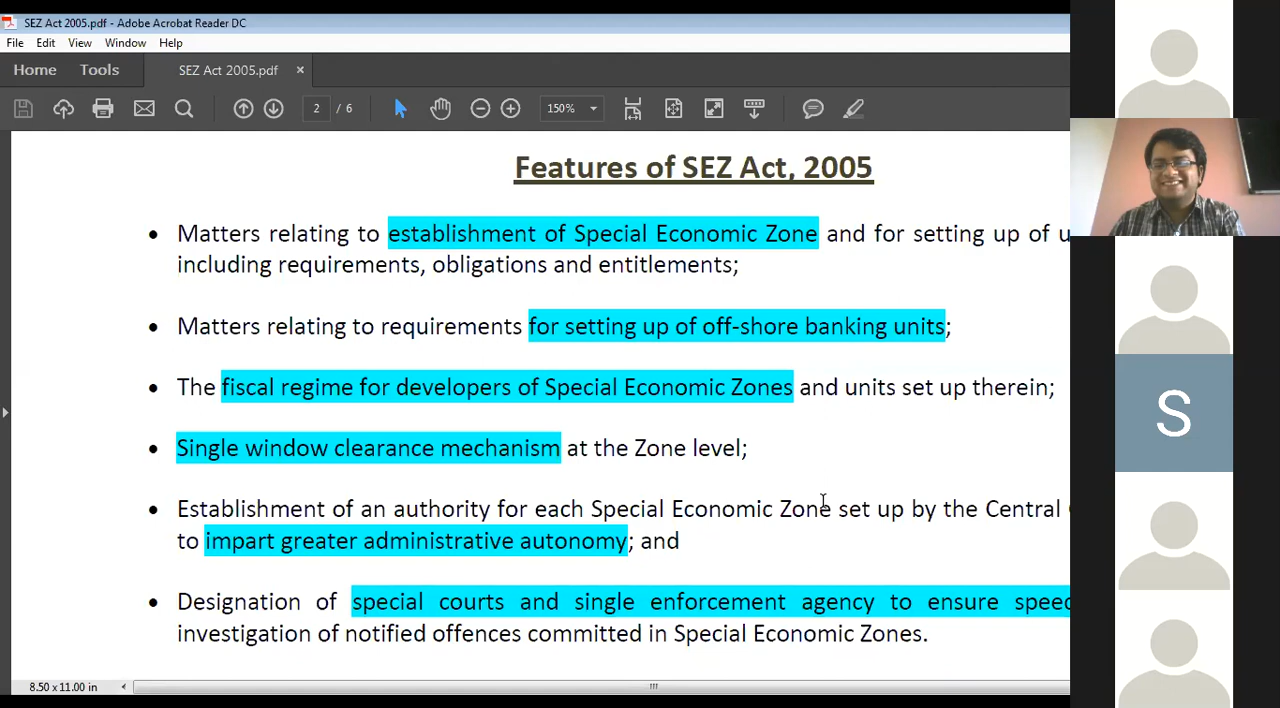 SEZ Act 2005.pdf - Adobe Acrobat Reader DC
File Edit View Window Help
Home Tools SEZ Act 2005.pdf ×
2 / 6 150%
Features of SEZ Act, 2005
• Matters relating to establishment of Special Economic Zone and for setting up of
including requirements, obligations and entitlements;
• Matters relating to requirements for setting up of off-shore banking units;
• The fiscal regime for developers of Special Economic Zones and units set up therein;
• Single window clearance mechanism at the Zone level;
• Establishment of an authority for each Special Economic Zone set up by the Central
to impart greater administrative autonomy; and
• Designation of special courts and single enforcement agency to ensure
investigation of notified offences committed in Special Economic Zones.
8.50 x 11.00 in
S